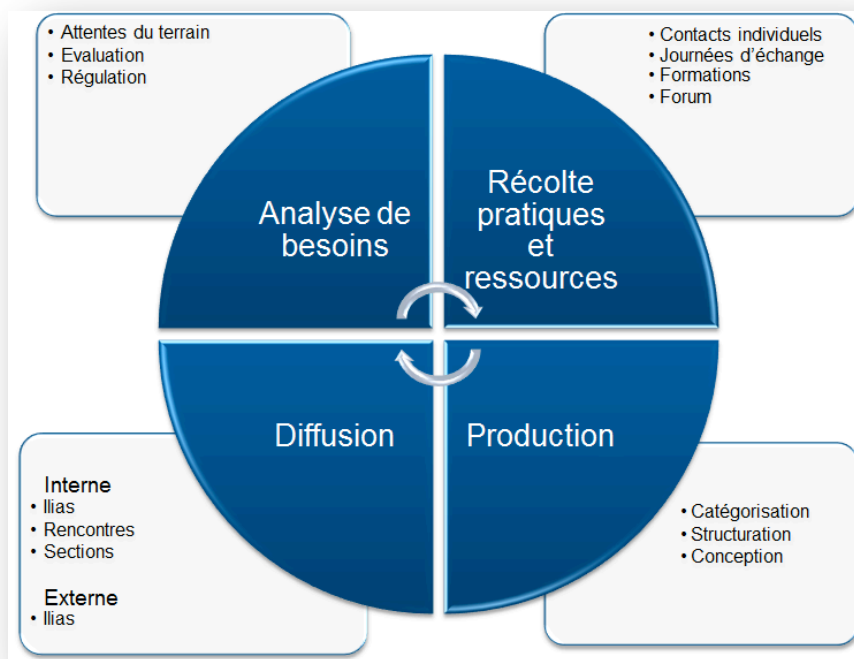 • Attentes du terrain
• Evaluation
• Régulation
• Contacts individuels
• Journées d'échange
• Formations
• Forum
Analyse de
besoins
Récolte
pratiques
et
ressources
Diffusion
Production
Interne
• Ilias
• Rencontres
• Sections
Externe
• Ilias
• Catégorisation
• Structuration
• Conception